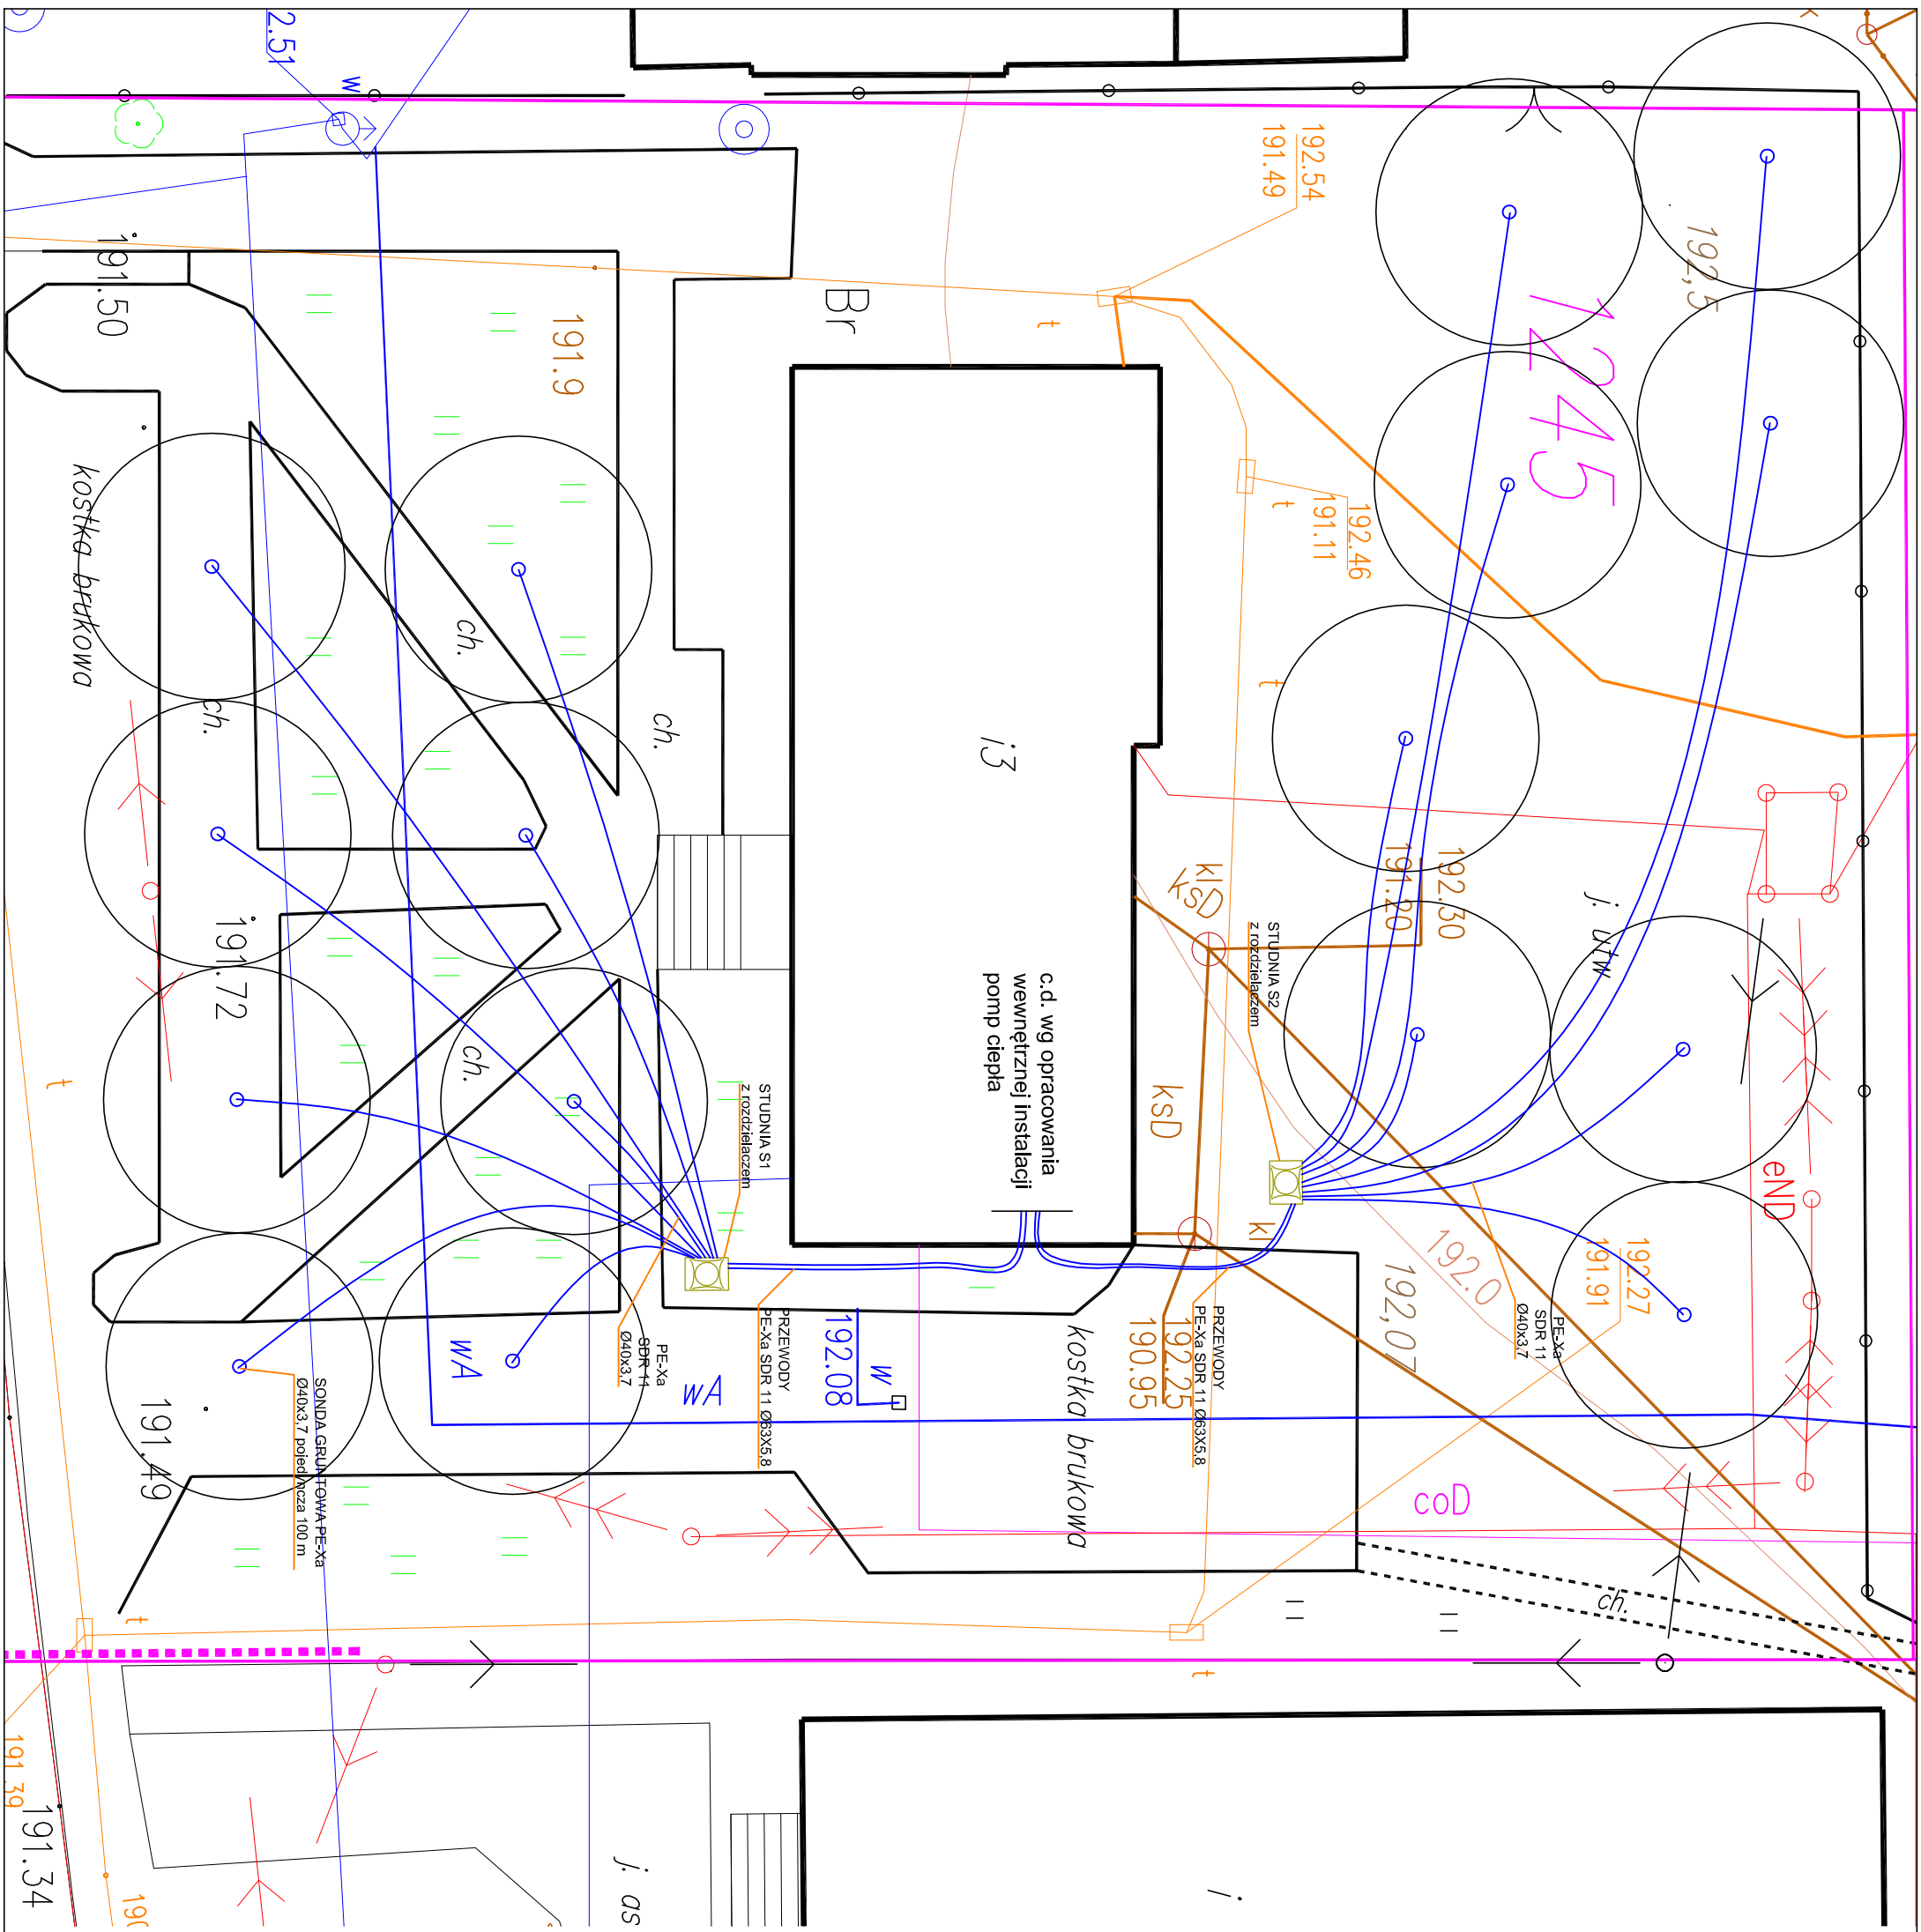 2.51
w
192.54
191.49
192,5
1245
191.50
191.9
Br
t
t
192.46
191.11
kostka brukowa
ch.
ch.
ch.
t
i3
192.30
191.20
klD
ksD
j. utw
STUDNIA S2
z rozdzielaczem
c.d. wg opracowania
wewnętrznej instalacji
pomp ciepła
191.72
ch.
t
STUDNIA S1
z rozdzielaczem
ksD
eND
kl
192.0
192,07
192.27
191.91
PE-Xa
SDR 11
Ø40x3,7
PRZEWODY
PE-Xa SDR 11 Ø63X5,8
192.25
190.95
kostka brukowa
w
192.08
PRZEWODY
PE-Xa SDR 11 Ø63X5,8
PE-Xa
SDR 11
Ø40x3,7
wA
wA
SONDA GRUNTOWA PE-Xa
Ø40x3,7 pojedyncza 100 m
191.49
coD
ch.
t
t
191.39
191.34
190
j. as
i